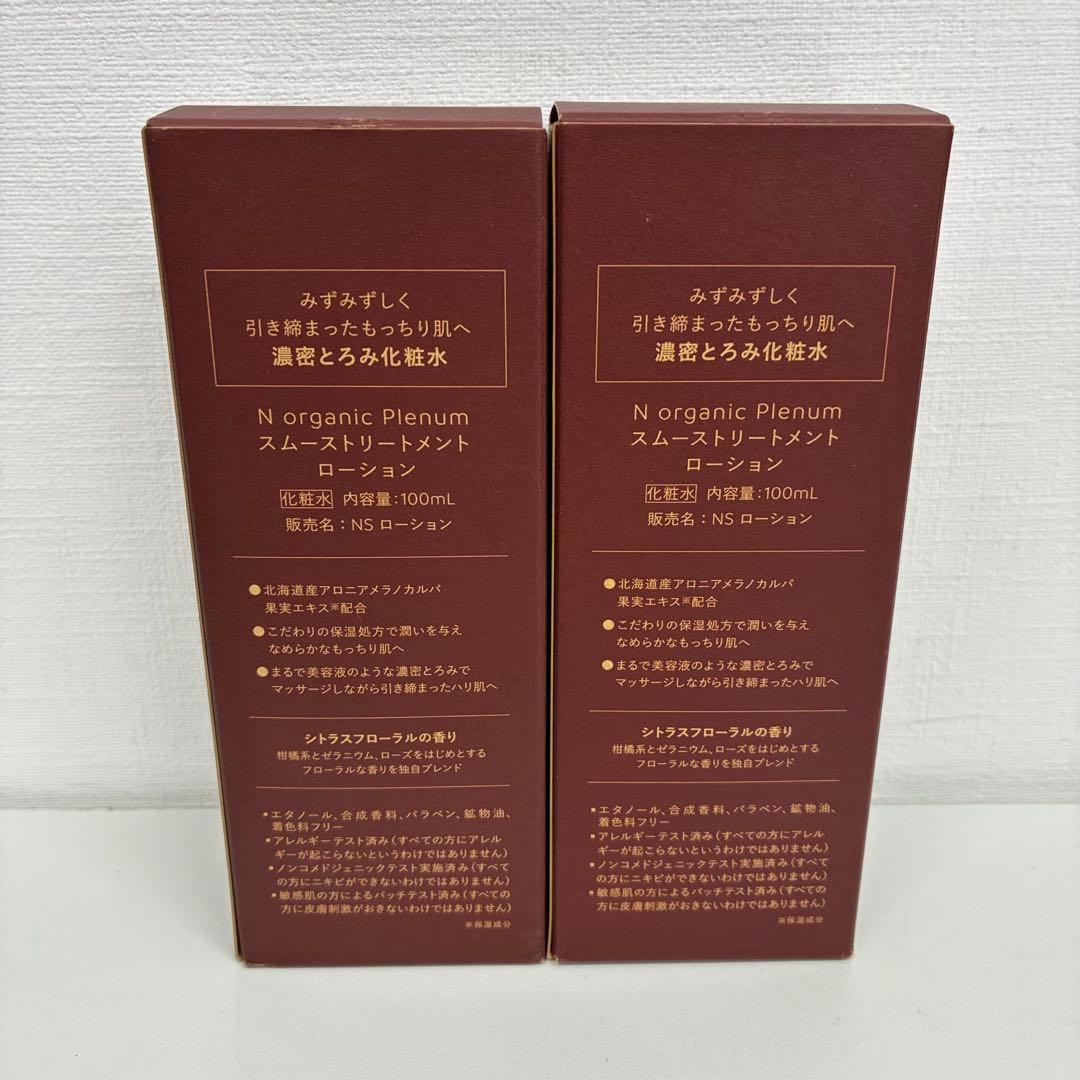 みずみずしく
引き締まったもっちり肌へ
濃密とろみ化粧水
N organic Plenum
スムーストリートメント
ローション
化粧水 内容量:100mL
販売名:NS ローション
●北海道産アロニアメラノカルパ
果実エキス※配合
●こだわりの保湿処方で潤いを与え
なめらかなもっちり肌へ
●まるで美容液のような濃密とろみで
マッサージしながら引き締まったハリ肌へ
シトラスフローラルの香り
柑橘系とゼラニウム、ローズをはじめとする
フローラルな香りを独自ブレンド
▪エタノール、合成香料、パラベン、鉱物油、
着色料フリー
▪アレルギーテスト済み(すべての方にアレル
ギーが起こらないというわけではありません)
▪ノンコメドジェニックテスト実施済み(すべて
の方にニキビができないわけではありません)
▪敏感肌の方によるパッチテスト済み(すべての
方に皮膚刺激がおきないわけではありません)
※保湿成分
みずみずしく
引き締まったもっちり肌へ
濃密とろみ化粧水
N organic Plenum
スムーストリートメント
ローション
化粧水 内容量:100mL
販売名:NS ローション
●北海道産アロニアメラノカルパ
果実エキス※配合
●こだわりの保湿処方で潤いを与え
なめらかなもっちり肌へ
●まるで美容液のような濃密とろみで
マッサージしながら引き締まったハリ肌へ
シトラスフローラルの香り
柑橘系とゼラニウム、ローズをはじめとする
フローラルな香りを独自ブレンド
▪エタノール、合成香料、パラベン、鉱物油、
着色料フリー
▪アレルギーテスト済み(すべての方にアレル
ギーが起こらないというわけではありません)
▪ノンコメドジェニックテスト実施済み(すべて
の方にニキビができないわけではありません)
▪敏感肌の方によるパッチテスト済み(すべての
方に皮膚刺激がおきないわけではありません)
※保湿成分